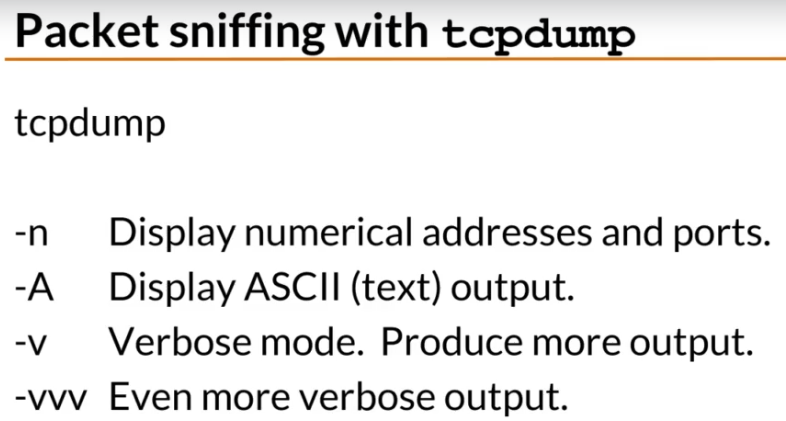 Packet sniffing with tcpdump
tcpdump
-n Display numerical addresses and ports.
-A Display ASCII (text) output.
-v Verbose mode. Produce more output.
-vvv Even more verbose output.